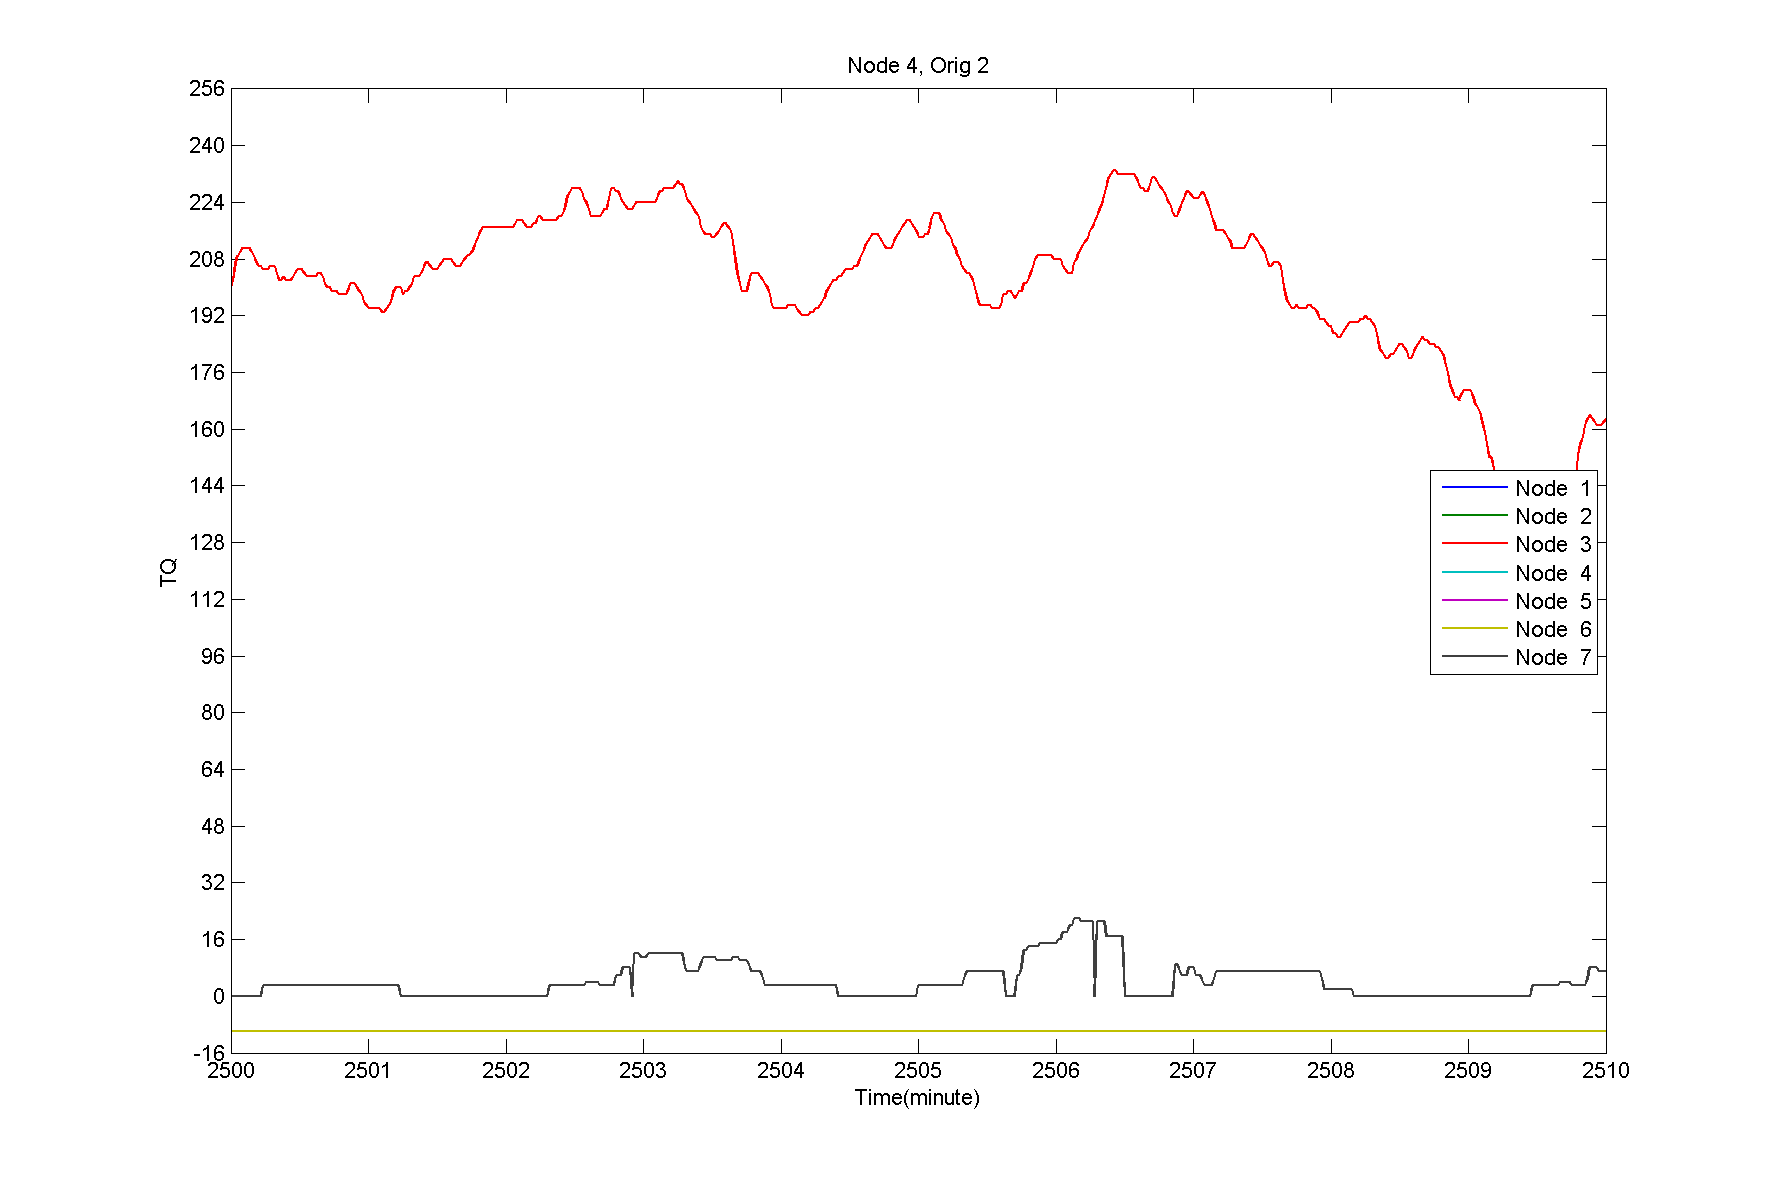 Node 4, Orig 2
256
240
224
208
192
176
160
144
128
112
96
80
64
48
32
16
0
-16
TQ
Node 1
Node 2
Node 3
Node 4
Node 5
Node 6
Node 7
2500 2501 2502 2503 2504 2505 2506 2507 2508 2509 2510
Time(minute)